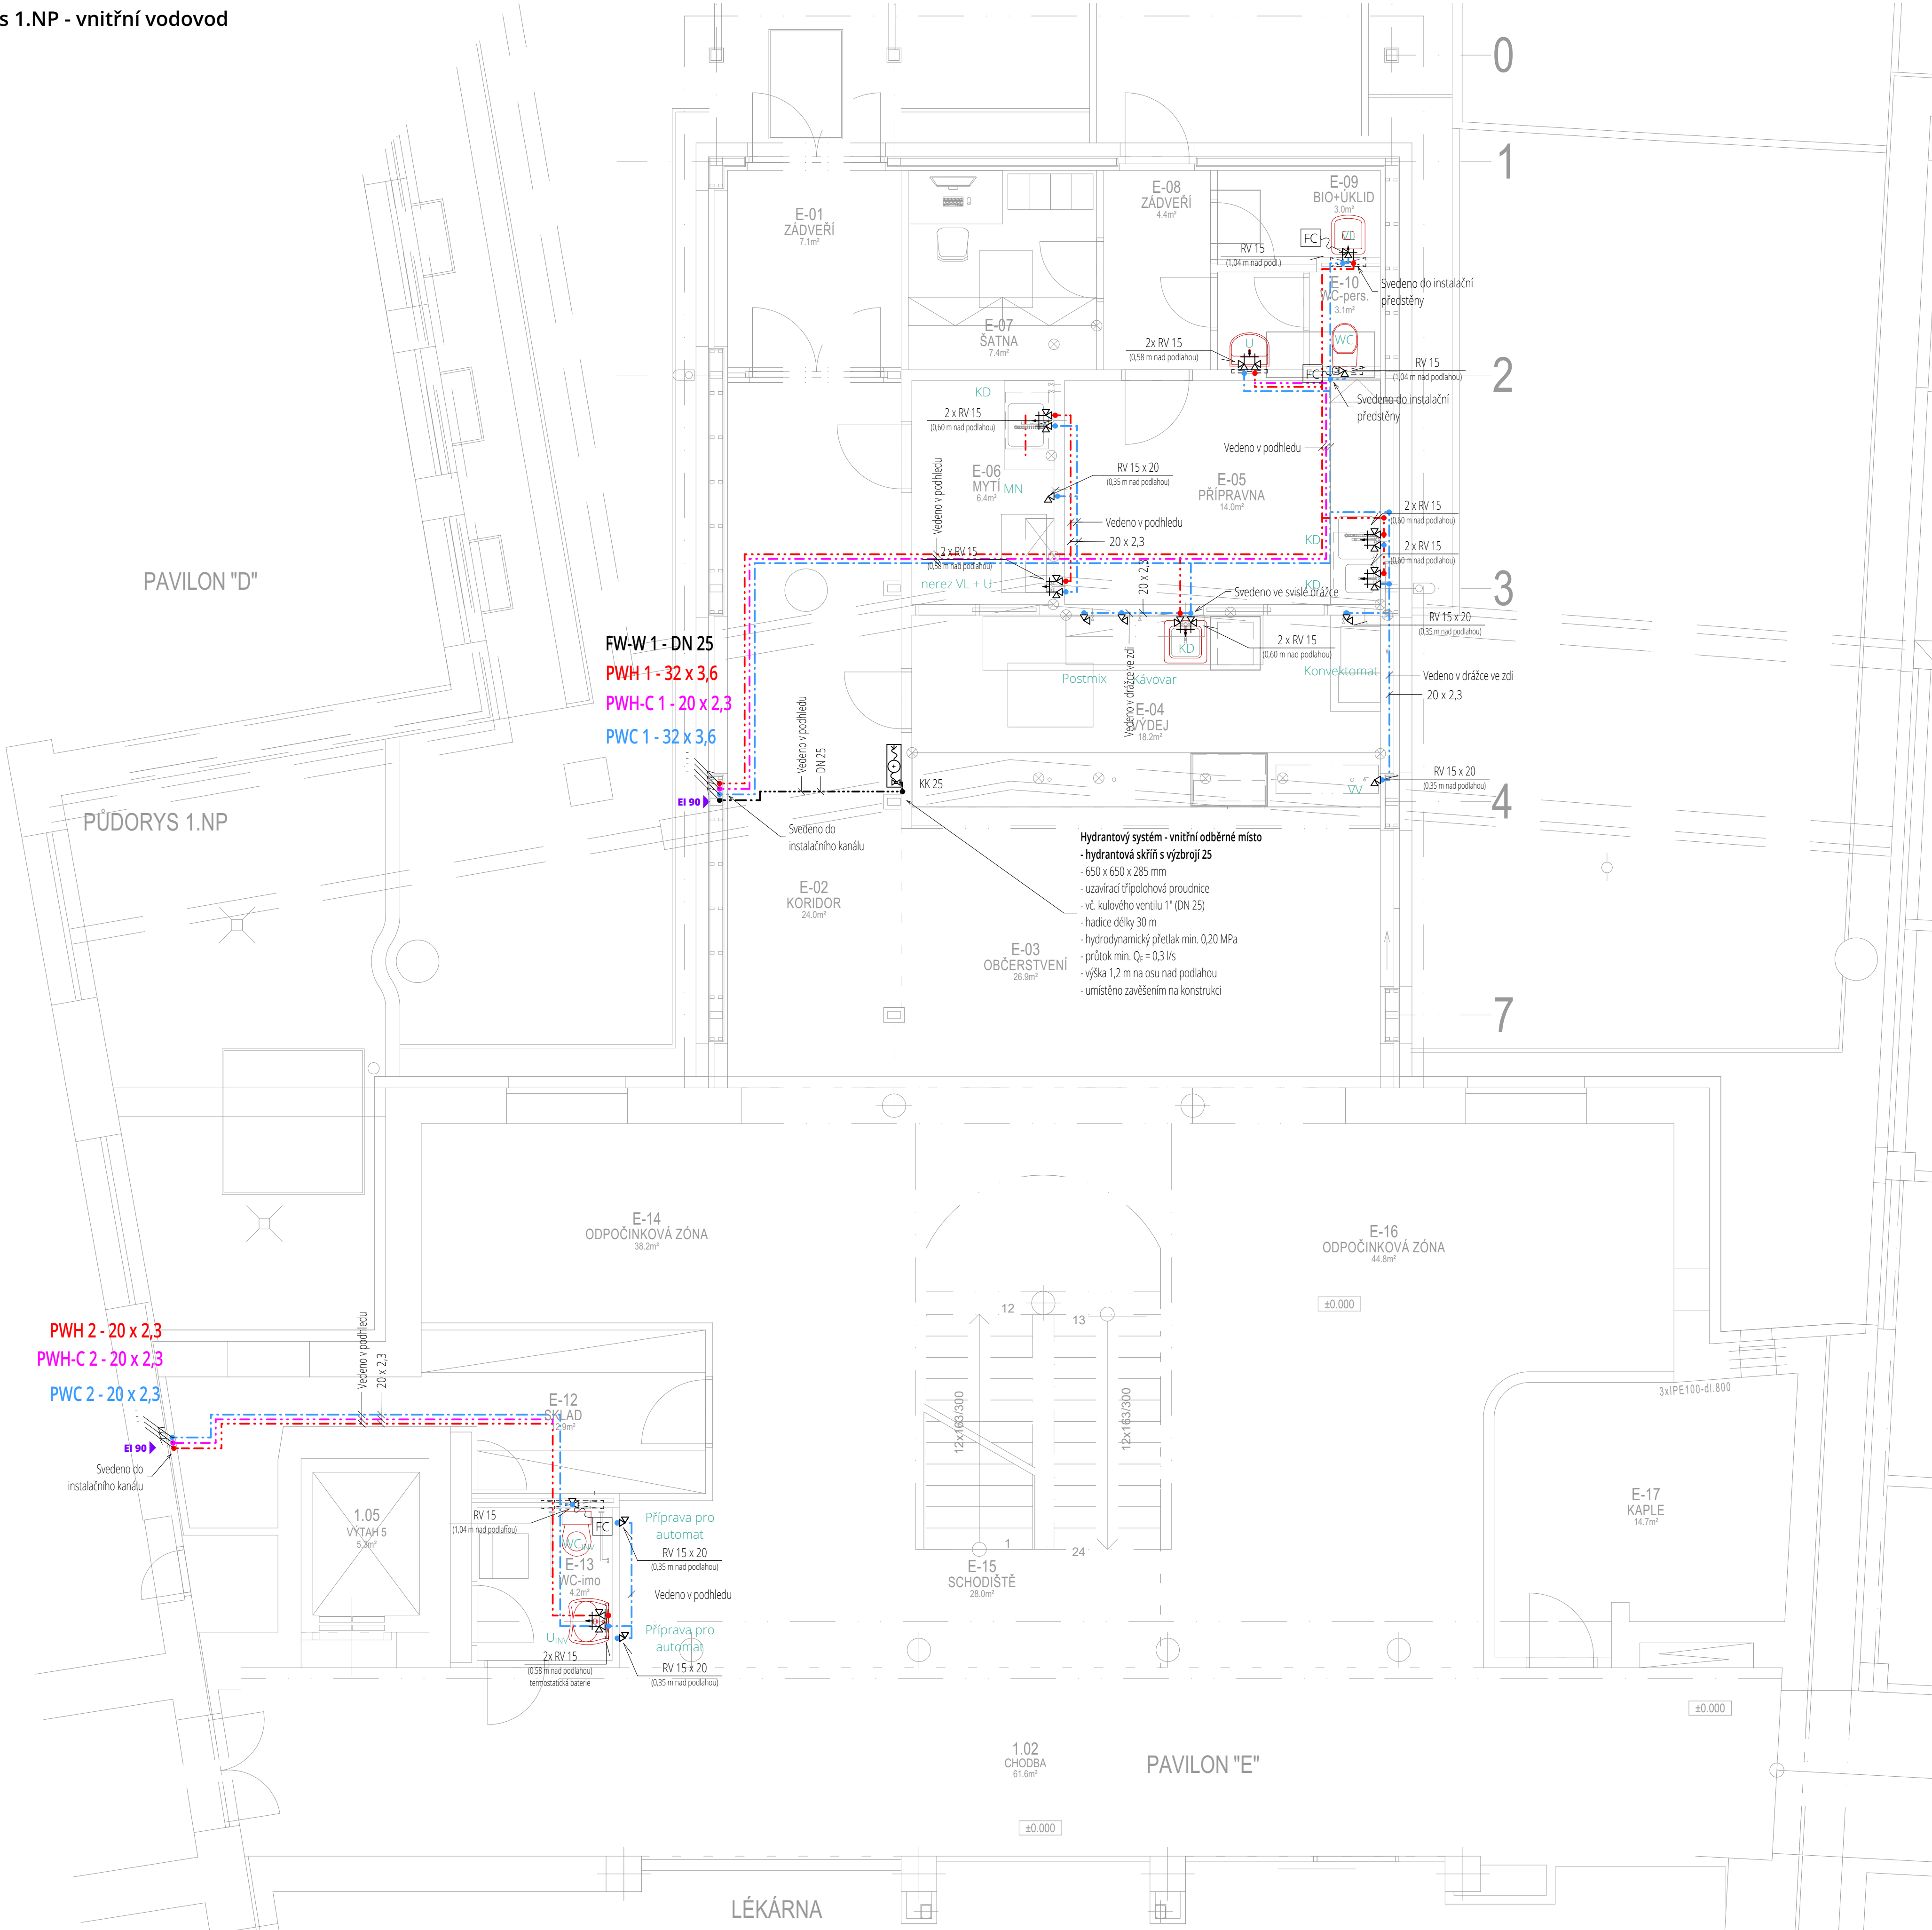 s 1.NP - vnitřní vodovod
0
1
2
3
4
7
E-01
ZÁDVEŘÍ
7.1m²
E-08
ZÁDVEŘÍ
4.4m²
E-09
BIO+ÚKLID
3.0m²
VL
FC
RV 15
(1,04 m nad podl.)
E-10
WC-pers.
3.1m²
Svedeno do instalační
předstěny
E-07
ŠATNA
7.4m²
2x RV 15
(0,58 m nad podlahou)
U
WC
FC
RV 15
(1,04 m nad podlahou)
Svedeno do instalační
předstěny
KD
2 x RV 15
(0,60 m nad podlahou)
Vedeno v podhledu
Vedeno v podhledu
E-06
MYTÍ
6.4m²
MN
RV 15 x 20
(0,35 m nad podlahou)
E-05
PŘÍPRAVNA
14.0m²
2 x RV 15
(0,60 m nad podlahou)
Vedeno v podhledu
20 x 2,3
KD
2 x RV 15
(0,60 m nad podlahou)
2 x RV 15
(0,58 m nad podlahou)
nerez VL + U
20 x 2,3
Svedeno ve svislé drážce
KD
RV 15 x 20
(0,35 m nad podlahou)
PAVILON "D"
FW-W 1 - DN 25
PWH 1 - 32 x 3,6
PWH-C 1 - 20 x 2,3
PWC 1 - 32 x 3,6
2 x RV 15
(0,60 m nad podlahou)
KD
Postmix
Kávovar
Konvektomat
Vedeno v drážce ve zdi
Vedeno v drážce ve zdi
20 x 2,3
E-04
VÝDEJ
18.2m²
Vedeno v podhledu
DN 25
KK 25
VV
RV 15 x 20
(0,35 m nad podlahou)
EI 90
PŮDORYS 1.NP
Svedeno do
instalačního kanálu
Hydrantový systém - vnitřní odběrné místo
- hydrantová skříň s výzbrojí 25
- 650 x 650 x 285 mm
- uzavírací třípolohová proudnice
- vč. kulového ventilu 1" (DN 25)
- hadice délky 30 m
- hydrodynamický přetlak min. 0,20 MPa
- průtok min. Q_F = 0,3 l/s
- výška 1,2 m na osu nad podlahou
- umístěno zavěšením na konstrukci
E-02
KORIDOR
24.0m²
E-03
OBČERSTVENÍ
26.9m²
E-14
ODPOČINKOVÁ ZÓNA
38.2m²
E-16
ODPOČINKOVÁ ZÓNA
44.8m²
±0.000
12
13
12x163/300
12x163/300
1
24
PWH 2 - 20 x 2,3
PWH-C 2 - 20 x 2,3
PWC 2 - 20 x 2,3
Vedeno v podhledu
20 x 2,3
EI 90
Svedeno do
instalačního kanálu
E-12
SKLAD
2.9m²
3xIPE100-dl.800
1.05
VÝTAH 5
5.3m²
RV 15
(1,04 m nad podlahou)
FC
WC_INV
Příprava pro
automat
RV 15 x 20
(0,35 m nad podlahou)
E-13
WC-imo
4.2m²
Vedeno v podhledu
U_INV
Příprava pro
automat
2x RV 15
(0,58 m nad podlahou)
termostatická baterie
RV 15 x 20
(0,35 m nad podlahou)
E-15
SCHODIŠTĚ
28.0m²
E-17
KAPLE
14.7m²
±0.000
1.02
CHODBA
61.6m²
PAVILON "E"
±0.000
LÉKÁRNA